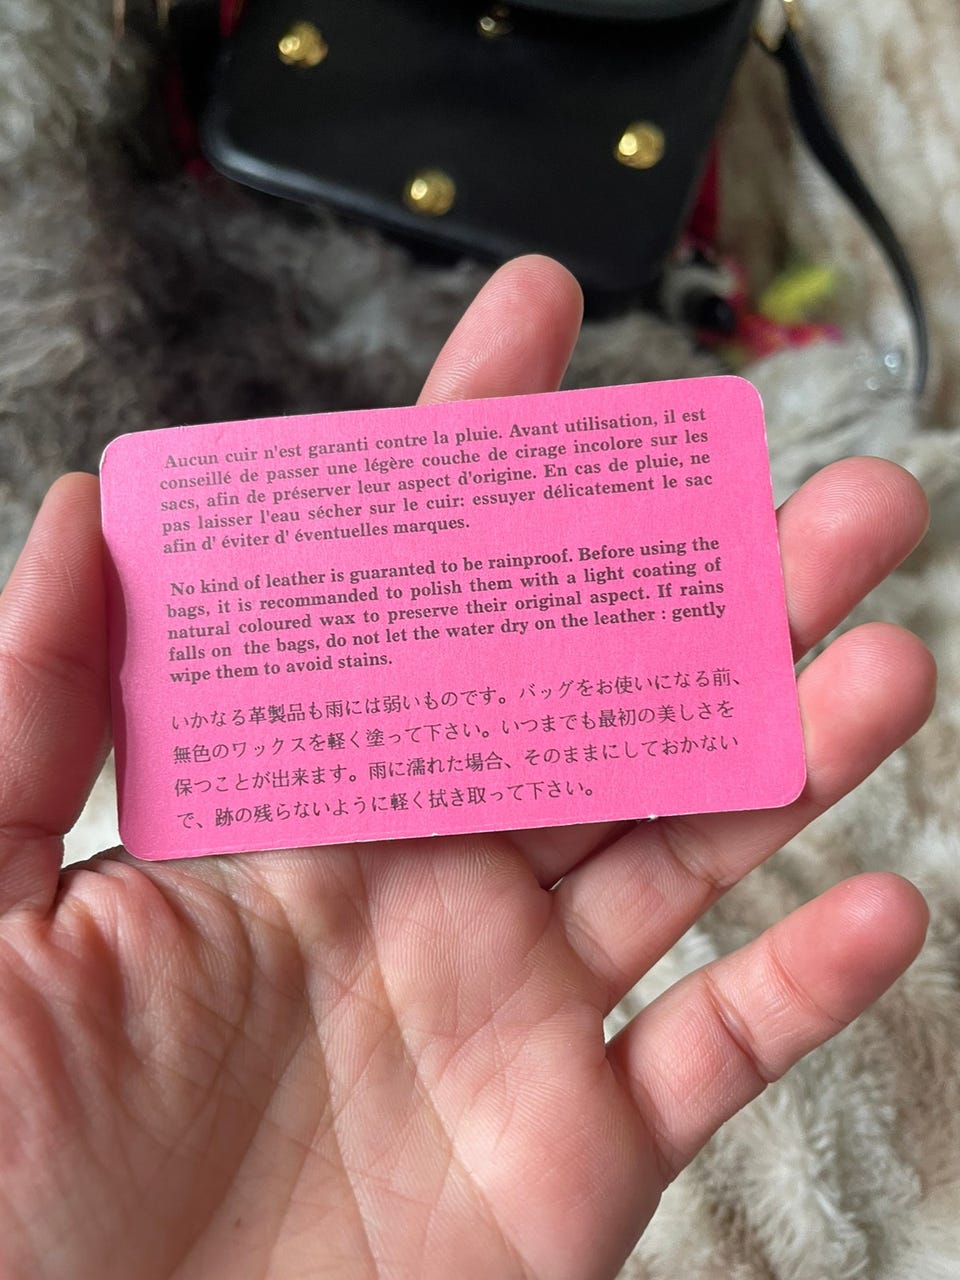 Aucun cuir n'est garanti contre la pluie. Avant utilisation, il est
conseillé de passer une légère couche de cirage incolore sur les
sacs, afin de préserver leur aspect d'origine. En cas de pluie, ne
pas laisser l'eau sécher sur le cuir: essuyer délicatement le sac
afin d' éviter d' éventuelles marques.
No kind of leather is guaranted to be rainproof. Before using the
bags, it is recommanded to polish them with a light coating of
natural coloured wax to preserve their original aspect. If rains
falls on the bags, do not let the water dry on the leather : gently
wipe them to avoid stains.
いかなる革製品も雨には弱いものです。バッグをお使いになる前、
無色のワックスを軽く塗って下さい。いつまでも最初の美しさを
保つことが出来ます。雨に濡れた場合、そのままにしておかない
で、跡の残らないように軽く拭き取って下さい。